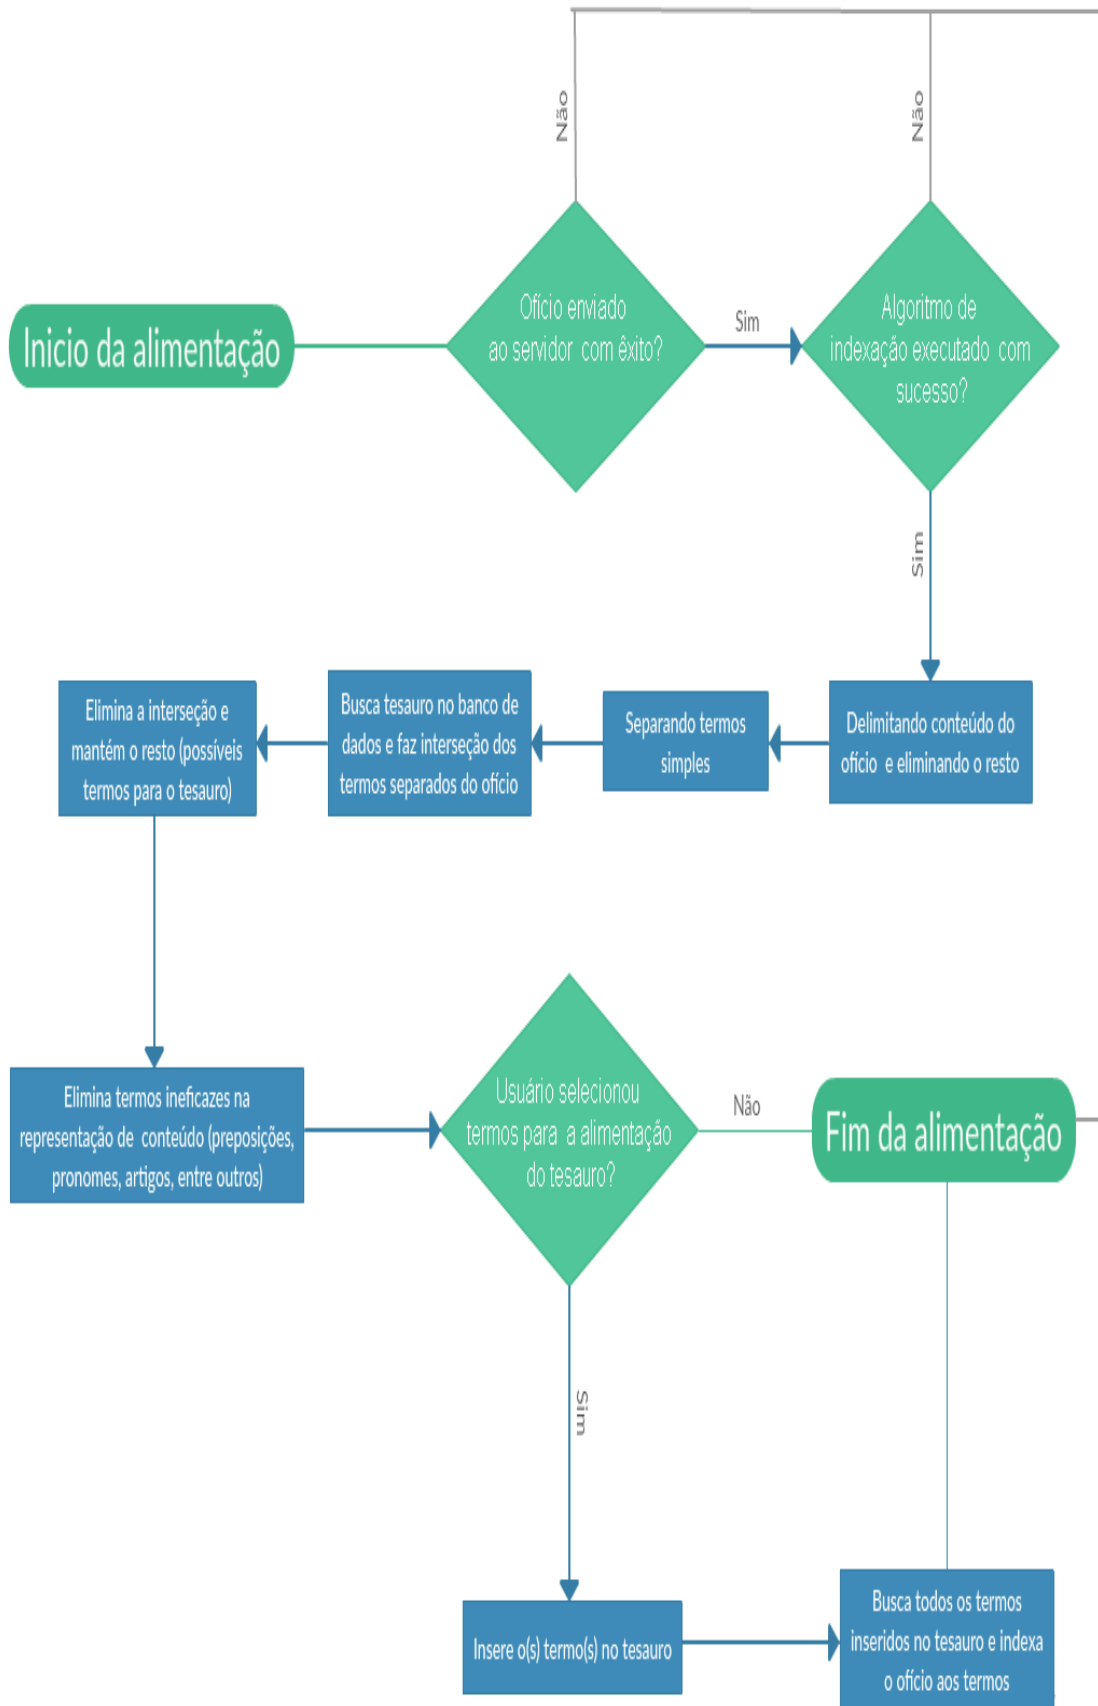 Não
Não
Inicio da alimentação
Ofício enviado
ao servidor com êxito?
Sim
Algoritmo de
indexação executado com
sucesso?
Sim
Elimina a interseção e
mantém o resto (possíveis
termos para o tesauro)
Busca tesauro no banco de
dados e faz interseção dos
termos separados do ofício
Separando termos
simples
Delimitando conteúdo do
ofício e eliminando o resto
Elimina termos ineficazes na
representação de conteúdo (preposições,
pronomes, artigos, entre outros)
Usuário selecionou
termos para a alimentação
do tesauro?
Não
Fim da alimentação
Sim
Insere o(s) termo(s) no tesauro
Busca todos os termos
inseridos no tesauro e indexa
o ofício aos termos